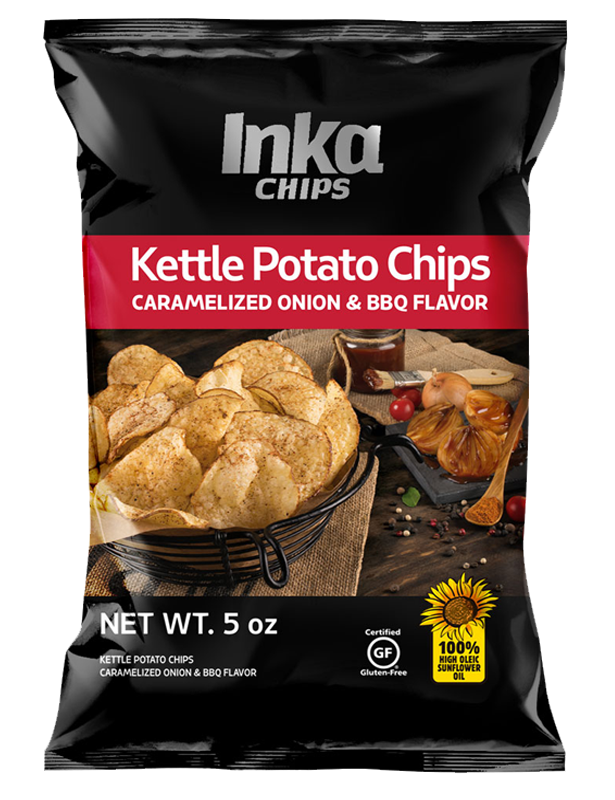 Inka
CHIPS
Kettle Potato Chips
CARAMELIZED ONION & BBQ FLAVOR
NET WT. 5 oz
KETTLE POTATO CHIPS
CARAMELIZED ONION & BBQ FLAVOR
Certified
GF
®
Gluten-Free
100%
HIGH OLEIC
SUNFLOWER
OIL